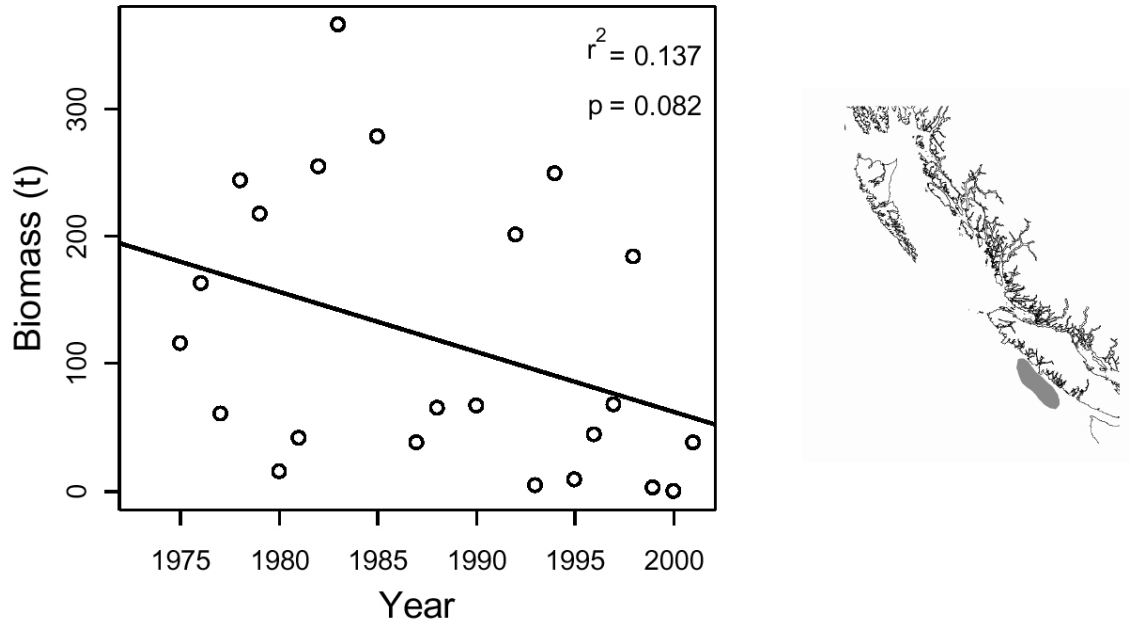 r² = 0.137
p = 0.082
Biomass (t)
300
200
100
0
1975 1980 1985 1990 1995 2000
Year